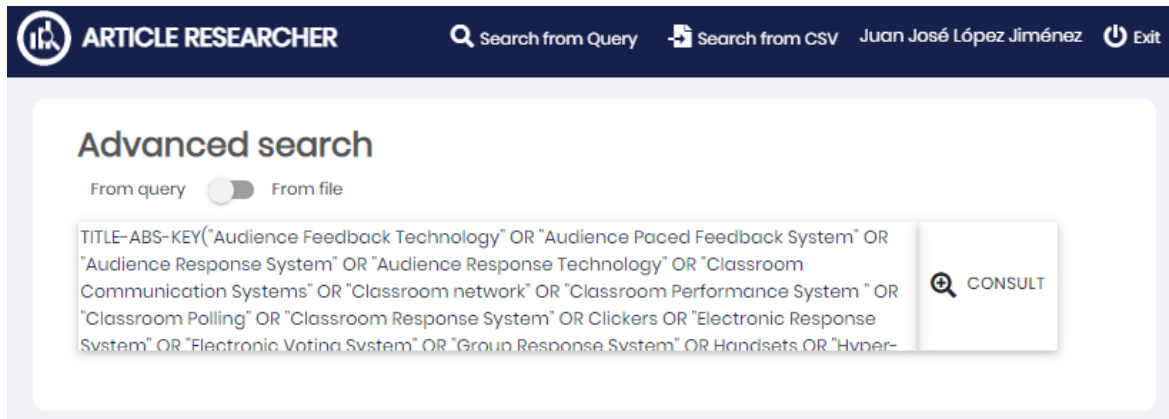 ARTICLE RESEARCHER Search from Query Search from CSV Juan José López Jiménez Exit
Advanced search
From query From file
TITLE-ABS-KEY("Audience Feedback Technology" OR "Audience Paced Feedback System" OR
"Audience Response System" OR "Audience Response Technology" OR "Classroom
Communication Systems" OR "Classroom network" OR "Classroom Performance System " OR
"Classroom Polling" OR "Classroom Response System" OR Clickers OR "Electronic Response
System" OR "Electronic Voting System" OR "Group Response System" OR Handsets OR "Hyper-
CONSULT